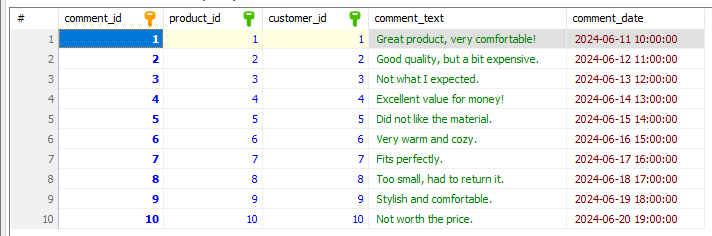 # comment_id product_id customer_id comment_text comment_date
1 1 1 1 Great product, very comfortable! 2024-06-11 10:00:00
2 2 2 2 Good quality, but a bit expensive. 2024-06-12 11:00:00
3 3 3 3 Not what I expected. 2024-06-13 12:00:00
4 4 4 4 Excellent value for money! 2024-06-14 13:00:00
5 5 5 5 Did not like the material. 2024-06-15 14:00:00
6 6 6 6 Very warm and cozy. 2024-06-16 15:00:00
7 7 7 7 Fits perfectly. 2024-06-17 16:00:00
8 8 8 8 Too small, had to return it. 2024-06-18 17:00:00
9 9 9 9 Stylish and comfortable. 2024-06-19 18:00:00
10 10 10 10 Not worth the price. 2024-06-20 19:00:00